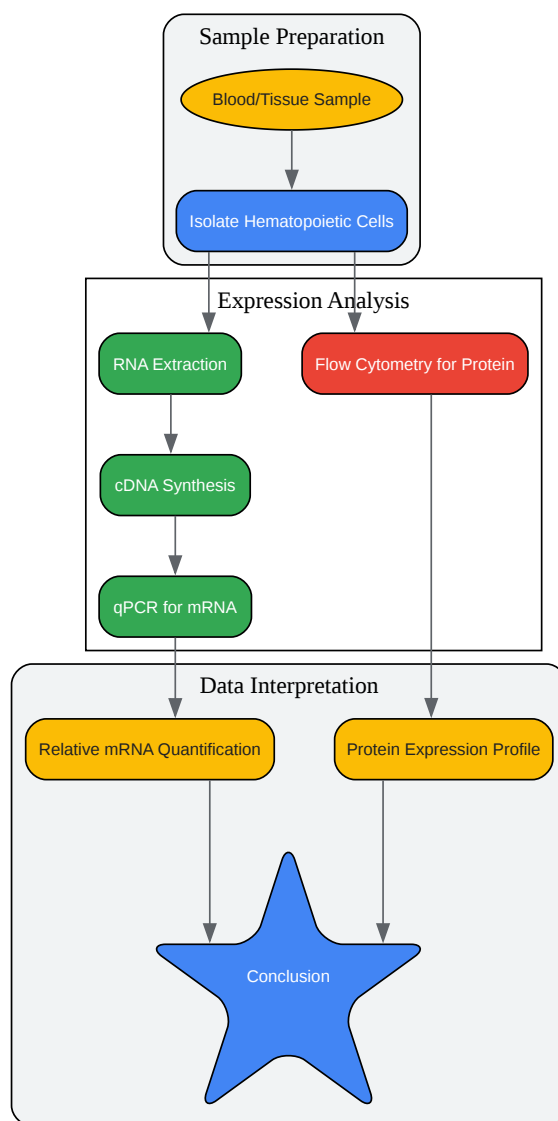 Sample Preparation
Blood/Tissue Sample
Isolate Hematopoietic Cells
Expression Analysis
RNA Extraction
Flow Cytometry for Protein
cDNA Synthesis
qPCR for mRNA
Data Interpretation
Relative mRNA Quantification
Protein Expression Profile
Conclusion